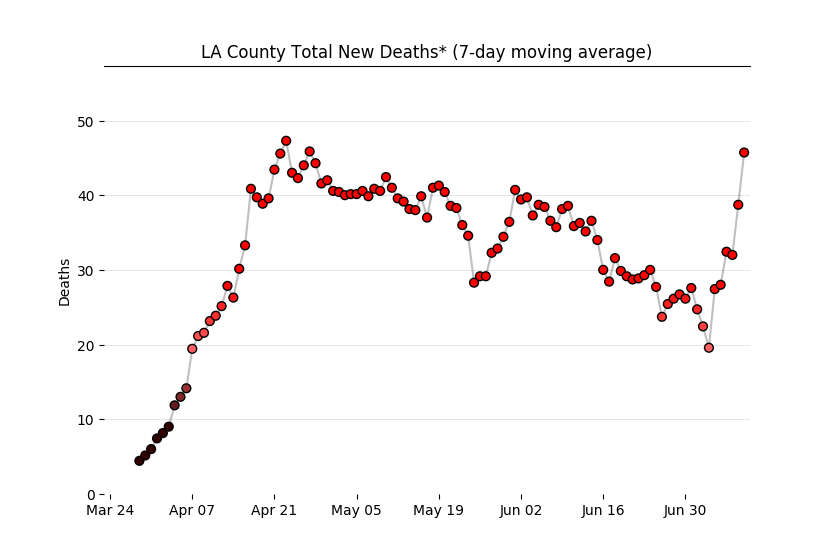 LA County Total New Deaths* (7-day moving average)
50
40
30
20
10
0
Deaths
Mar 24 Apr 07 Apr 21 May 05 May 19 Jun 02 Jun 16 Jun 30